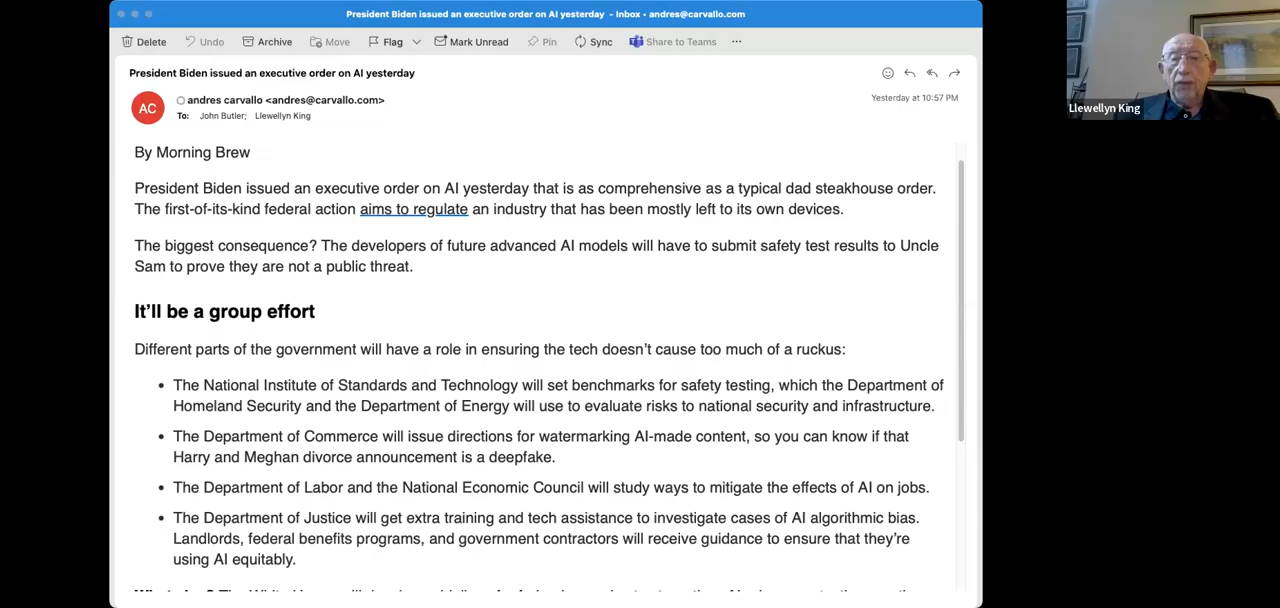 President Biden issued an executive order on AI yesterday - Inbox • andres@carvallo.com
Delete Undo Archive Move Flag Mark Unread Pin Sync Share to Teams ...
President Biden issued an executive order on AI yesterday
AC
andres carvallo <andres@carvallo.com>
Yesterday at 10:57 PM
To: John Butler; Llewellyn King
Llewellyn King
By Morning Brew
President Biden issued an executive order on AI yesterday that is as comprehensive as a typical dad steakhouse order.
The first-of-its-kind federal action aims to regulate an industry that has been mostly left to its own devices.
The biggest consequence? The developers of future advanced AI models will have to submit safety test results to Uncle
Sam to prove they are not a public threat.
It'll be a group effort
Different parts of the government will have a role in ensuring the tech doesn't cause too much of a ruckus:
• The National Institute of Standards and Technology will set benchmarks for safety testing, which the Department of
Homeland Security and the Department of Energy will use to evaluate risks to national security and infrastructure.
• The Department of Commerce will issue directions for watermarking AI-made content, so you can know if that
Harry and Meghan divorce announcement is a deepfake.
• The Department of Labor and the National Economic Council will study ways to mitigate the effects of AI on jobs.
• The Department of Justice will get extra training and tech assistance to investigate cases of AI algorithmic bias.
Landlords, federal benefits programs, and government contractors will receive guidance to ensure that they're
using AI equitably.